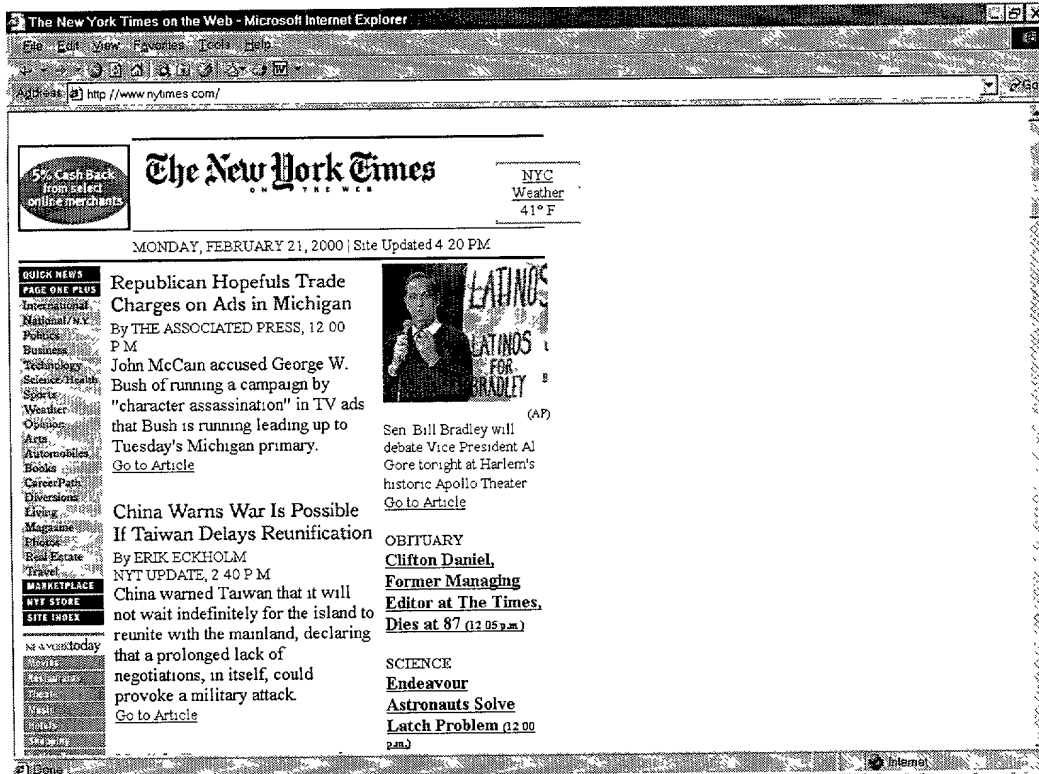 The New York Times on the Web - Microsoft Internet Explorer
File Edit View Favorites Tools Help
Address http //www nytimes com/
Go
5% Cash Back
from select
online merchants
The New York Times
ON THE WEB
NYC
Weather
41° F
MONDAY, FEBRUARY 21, 2000 | Site Updated 4 20 PM
QUICK NEWS
PAGE ONE PLUS
International
National/N.Y.
Politics
Business
Technology
Science/Health
Sports
Weather
Opinion
Arts
Automobiles
Books
CareerPath
Diversions
Living
Magazine
Photos
Real Estate
Travel
MARKETPLACE
NYT STORE
SITE INDEX
NEW YORK today
Movies
Restaurants
Theater
Music
Hotels
Shopping
Republican Hopefuls Trade
Charges on Ads in Michigan
By THE ASSOCIATED PRESS, 12 00
P M
John McCain accused George W.
Bush of running a campaign by
"character assassination" in TV ads
that Bush is running leading up to
Tuesday's Michigan primary.
Go to Article
China Warns War Is Possible
If Taiwan Delays Reunification
By ERIK ECKHOLM
NYT UPDATE, 2 40 P M
China warned Taiwan that it will
not wait indefinitely for the island to
reunite with the mainland, declaring
that a prolonged lack of
negotiations, in itself, could
provoke a military attack.
Go to Article
LATINOS
LATINOS
FOR
BRADLEY
(AP)
Sen Bill Bradley will
debate Vice President Al
Gore tonight at Harlem's
historic Apollo Theater
Go to Article
OBITUARY
Clifton Daniel,
Former Managing
Editor at The Times,
Dies at 87 (12 05 p.m )
SCIENCE
Endeavour
Astronauts Solve
Latch Problem (12 00
p.m.)
Done
Internet